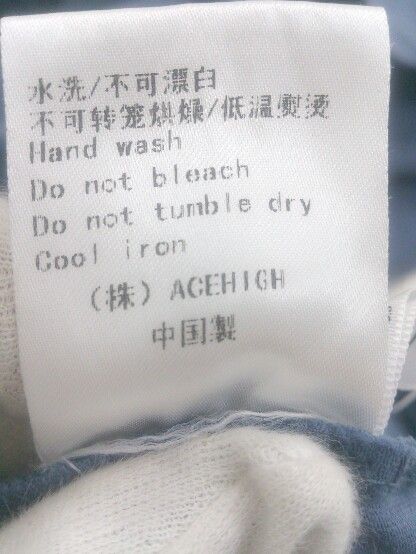 水洗/不可漂白
不可转笼烘燥/低温熨烫
Hand wash
Do not bleach
Do not tumble dry
Cool iron
（株）ACEHIGH
中国製